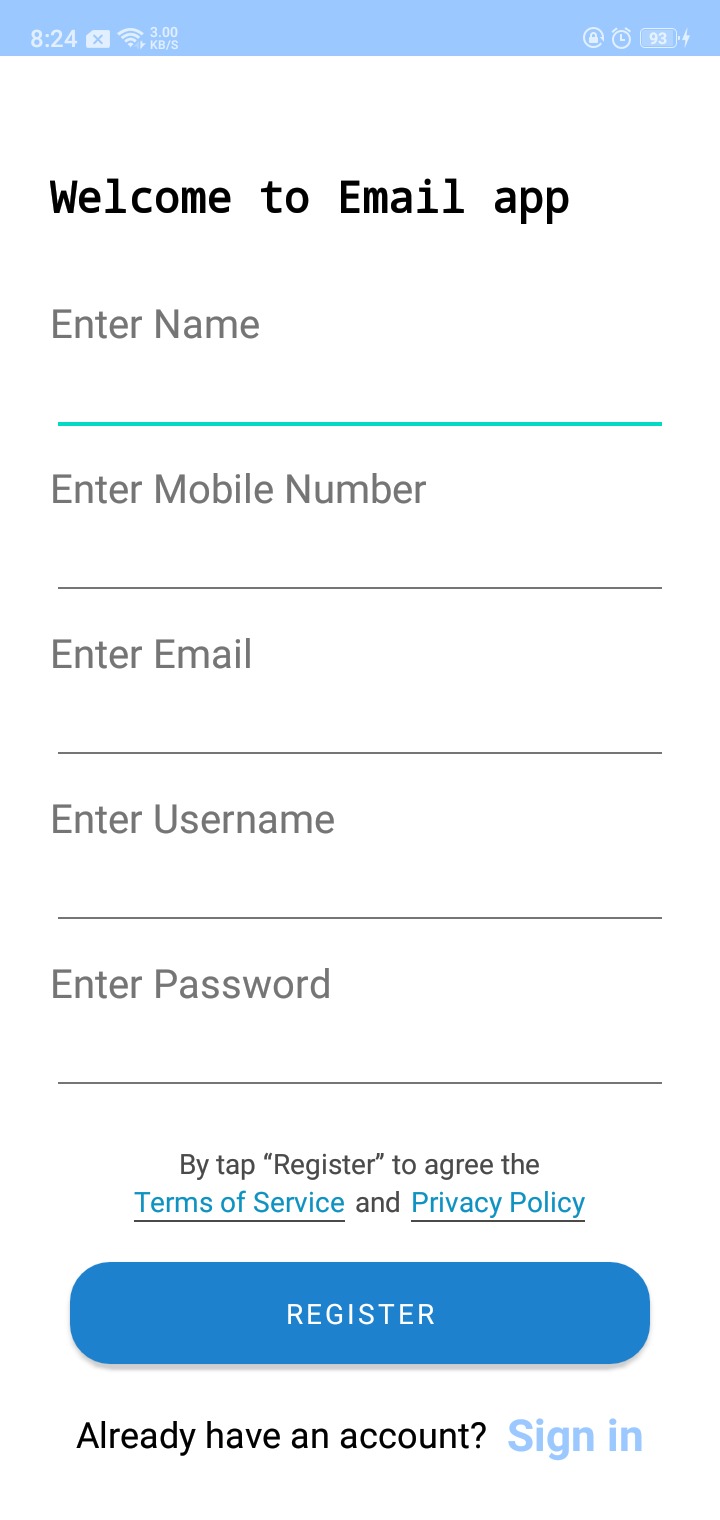 8:24 3.00 KB/S 93
Welcome to Email app
Enter Name
Enter Mobile Number
Enter Email
Enter Username
Enter Password
By tap “Register” to agree the
Terms of Service and Privacy Policy
REGISTER
Already have an account? Sign in